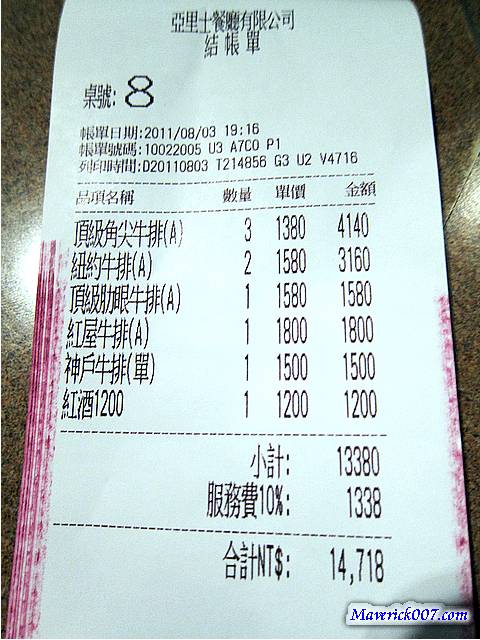 亞里士餐廳有限公司
結帳單
桌號: 8
帳單日期:2011/08/03 19:16
帳單號碼:10022005 U3 A7C0 P1
列印時間:D20110803 T214856 G3 U2 V4716
品項名稱 數量 單價 金額
頂級角尖牛排(A) 3 1380 4140
紐約牛排(A) 2 1580 3160
頂級肋眼牛排(A) 1 1580 1580
紅屋牛排(A) 1 1800 1800
神戶牛排(單) 1 1500 1500
紅酒1200 1 1200 1200
小計: 13380
服務費10%: 1338
合計NT$: 14,718
Maverick007.com